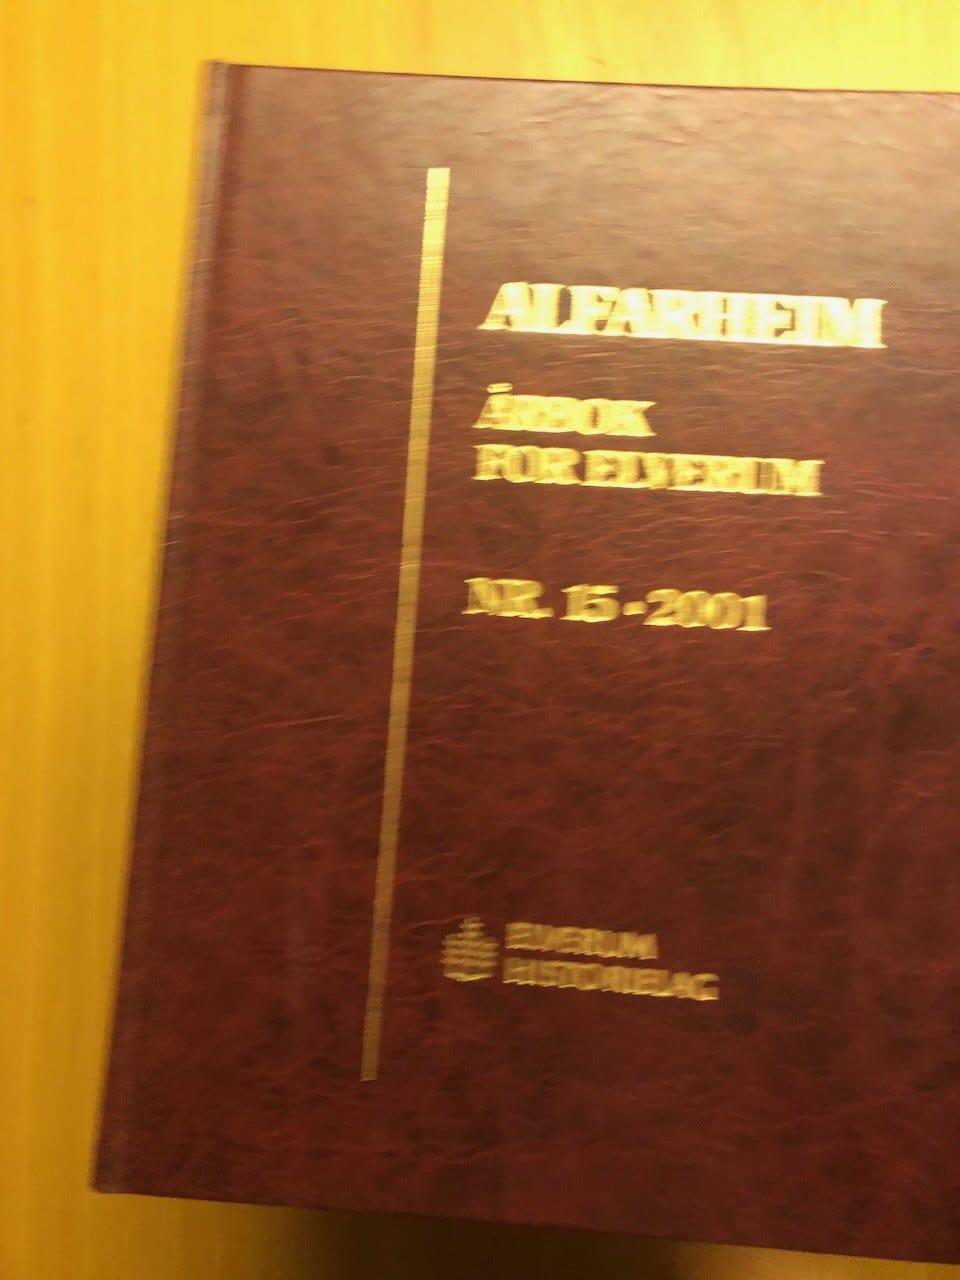 ALFARHEIM
ÅRBOK
FOR ELVERUM
NR. 15 - 2001
ELVERUM
HISTORIELAG